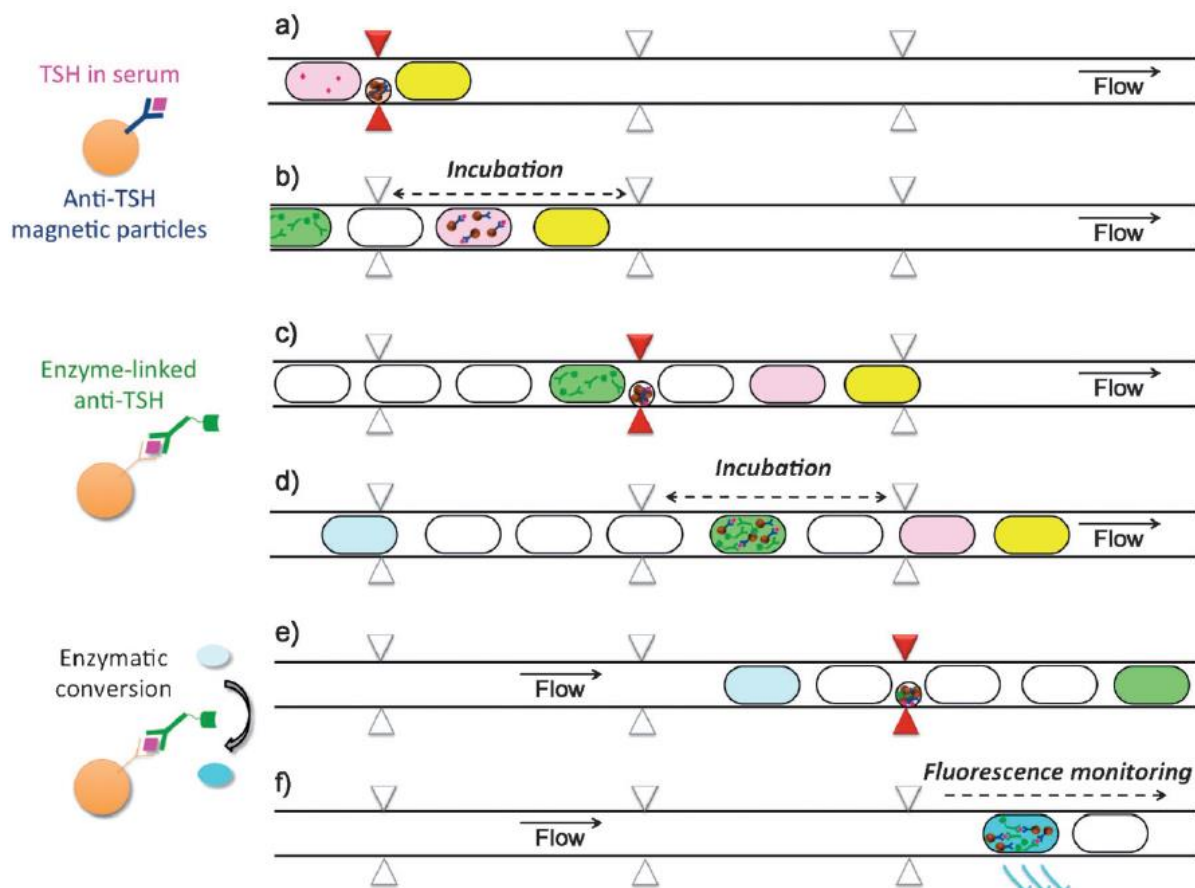 a)
TSH in serum
Flow
Anti-TSH
magnetic particles
b)
Incubation
Flow
c)
Enzyme-linked
anti-TSH
Flow
d)
Incubation
Flow
e)
Enzymatic
conversion
Flow
f)
Fluorescence monitoring
Flow